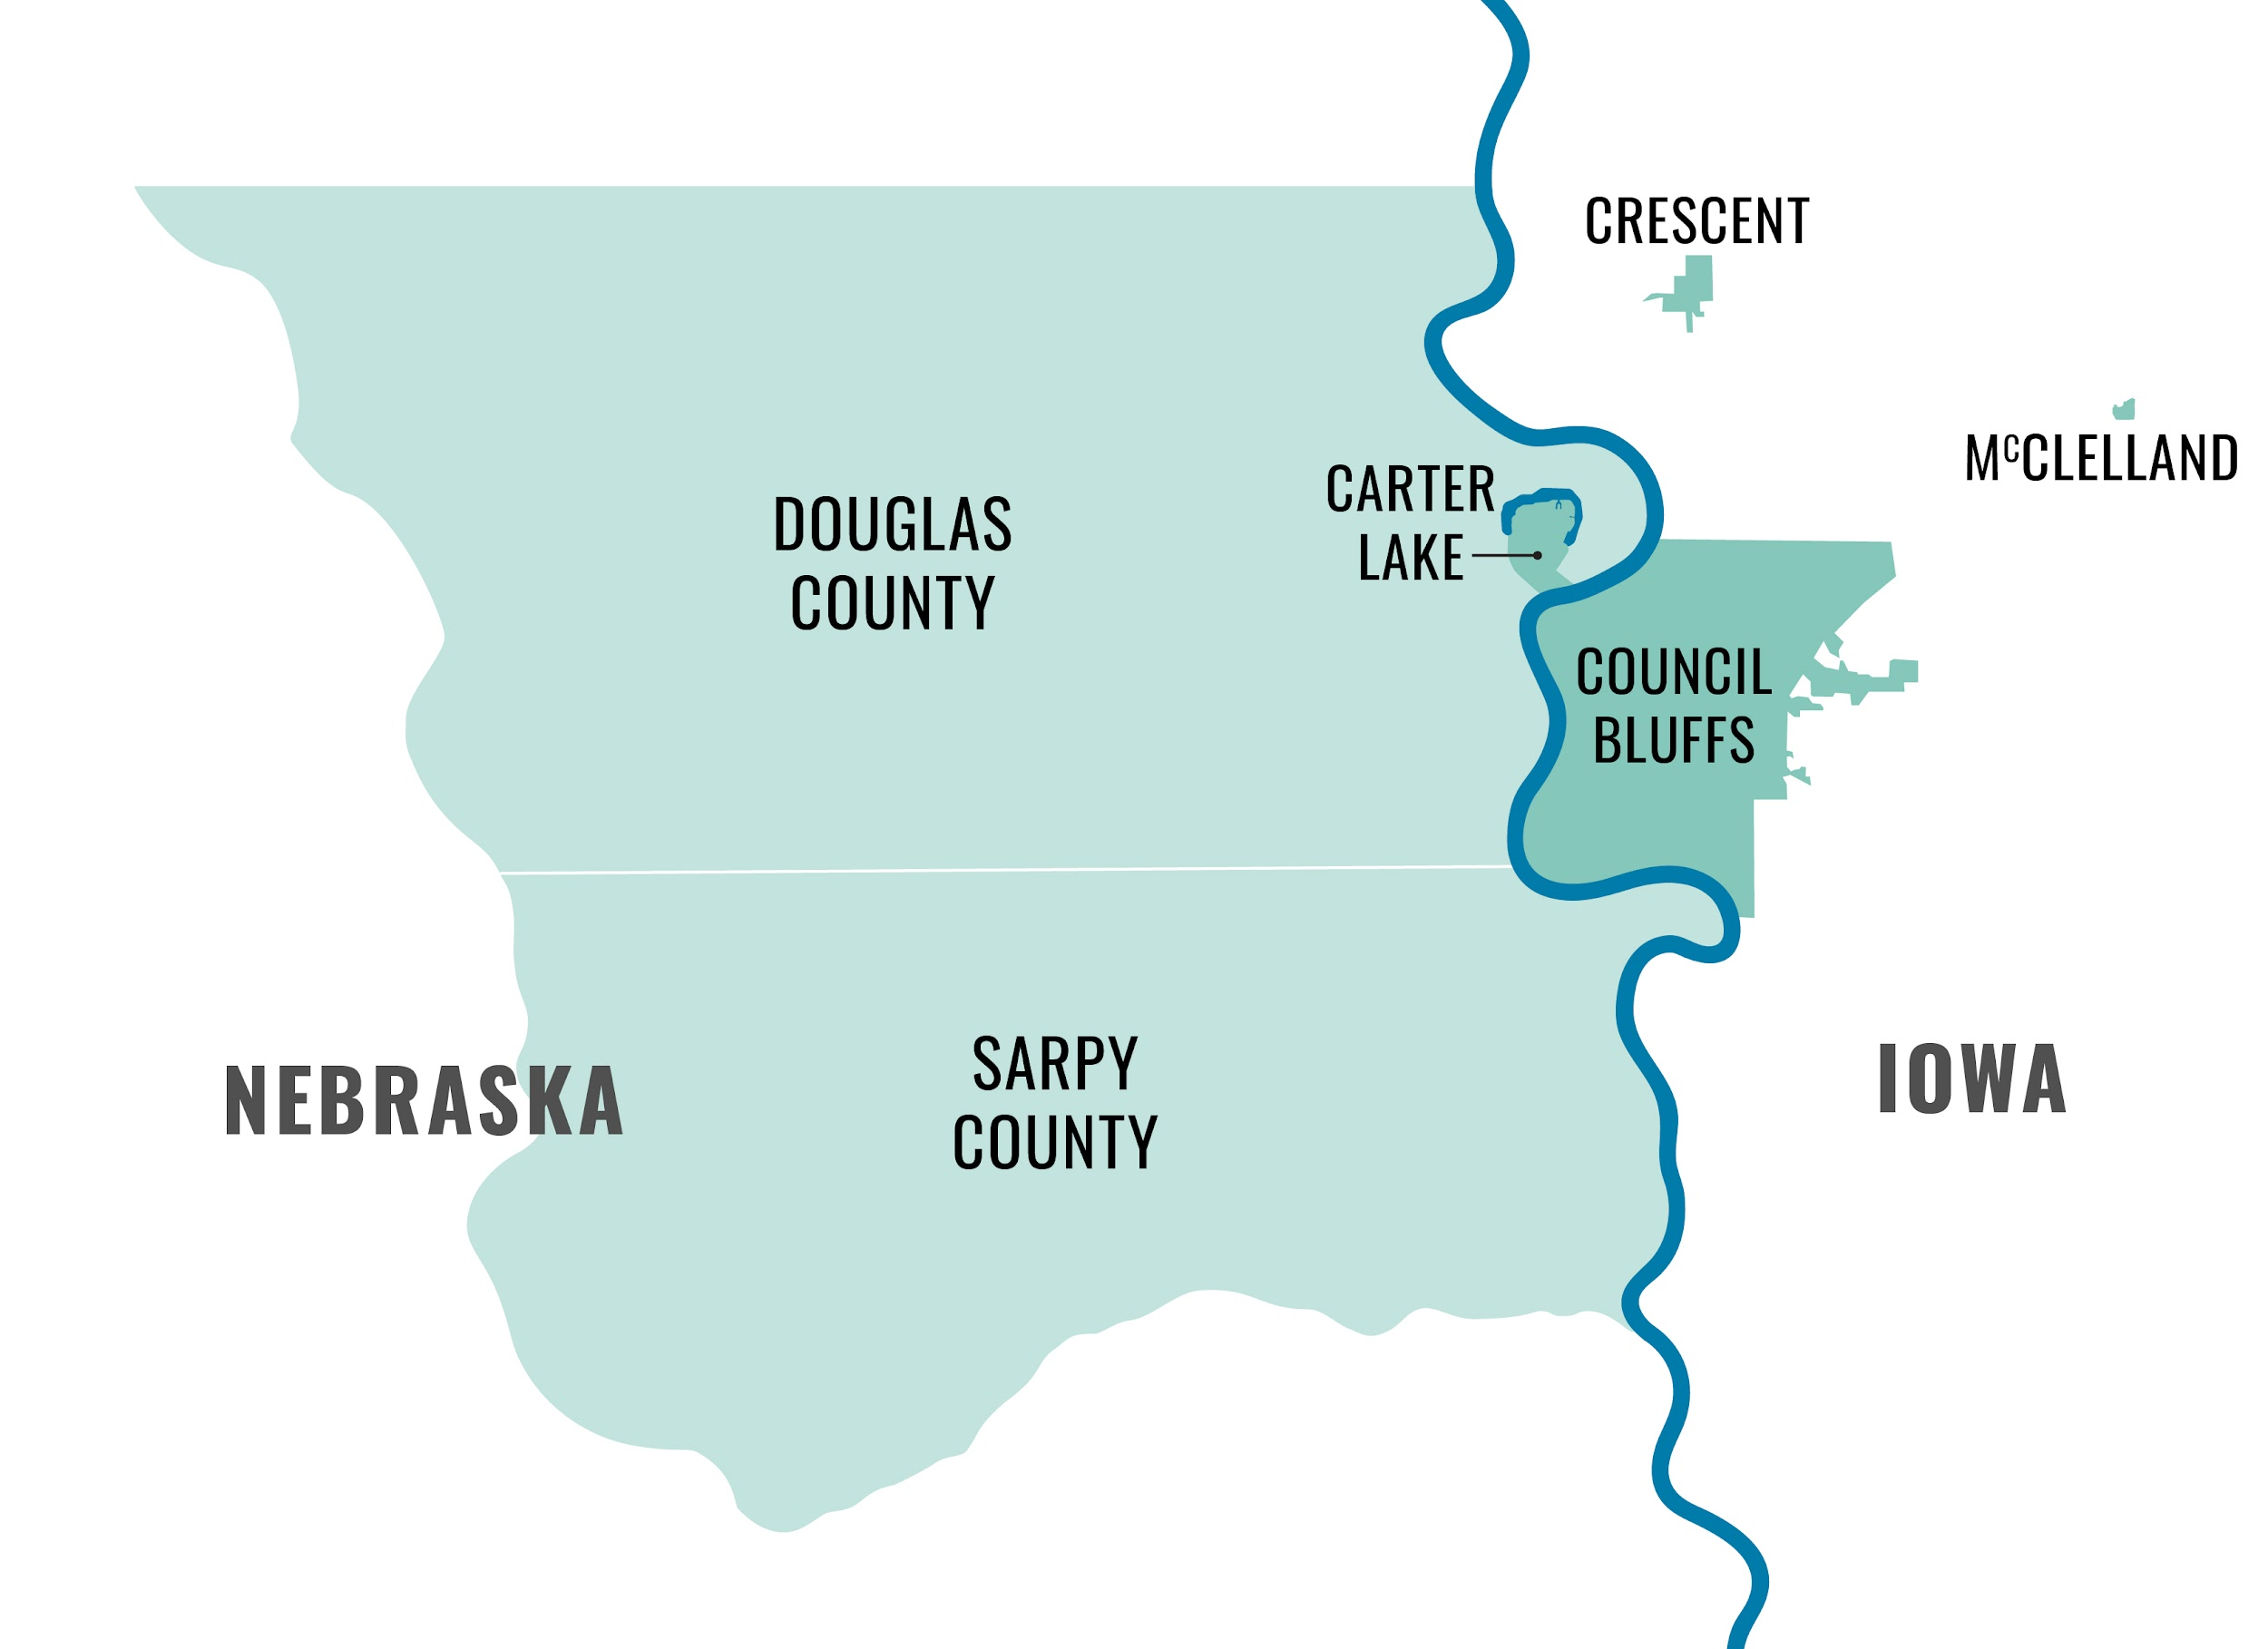 CRESCENT
MCCLELLAND
CARTER
LAKE
DOUGLAS
COUNTY
COUNCIL
BLUFFS
SARPY
COUNTY
NEBRASKA
IOWA